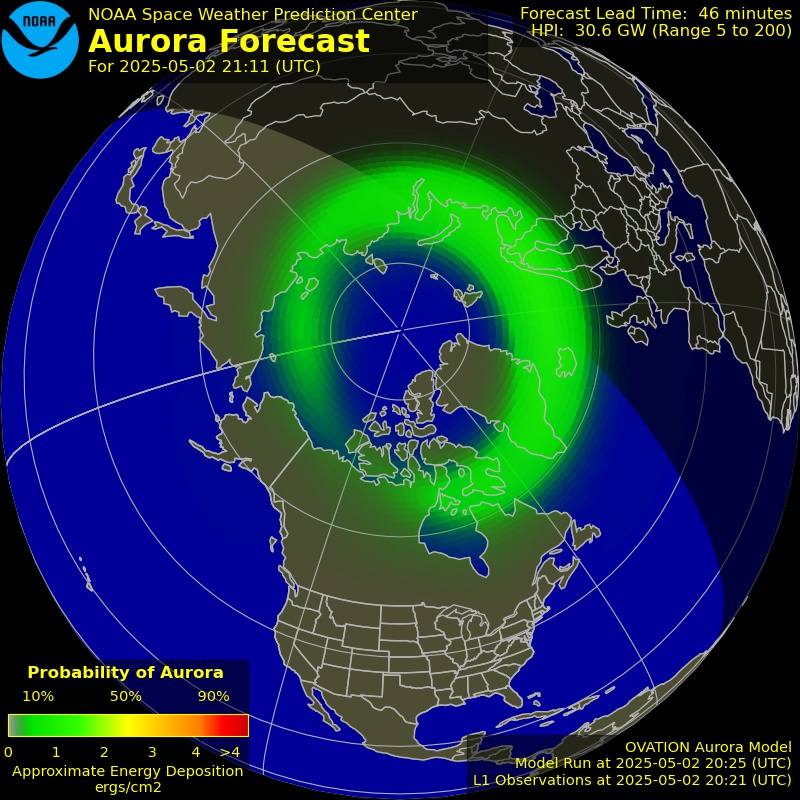 NOAA
NOAA Space Weather Prediction Center
Aurora Forecast
For 2025-05-02 21:11 (UTC)
Forecast Lead Time: 46 minutes
HPI: 30.6 GW (Range 5 to 200)
Probability of Aurora
10% 50% 90%
0 1 2 3 4 >4
Approximate Energy Deposition
ergs/cm2
OVATION Aurora Model
Model Run at 2025-05-02 20:25 (UTC)
L1 Observations at 2025-05-02 20:21 (UTC)